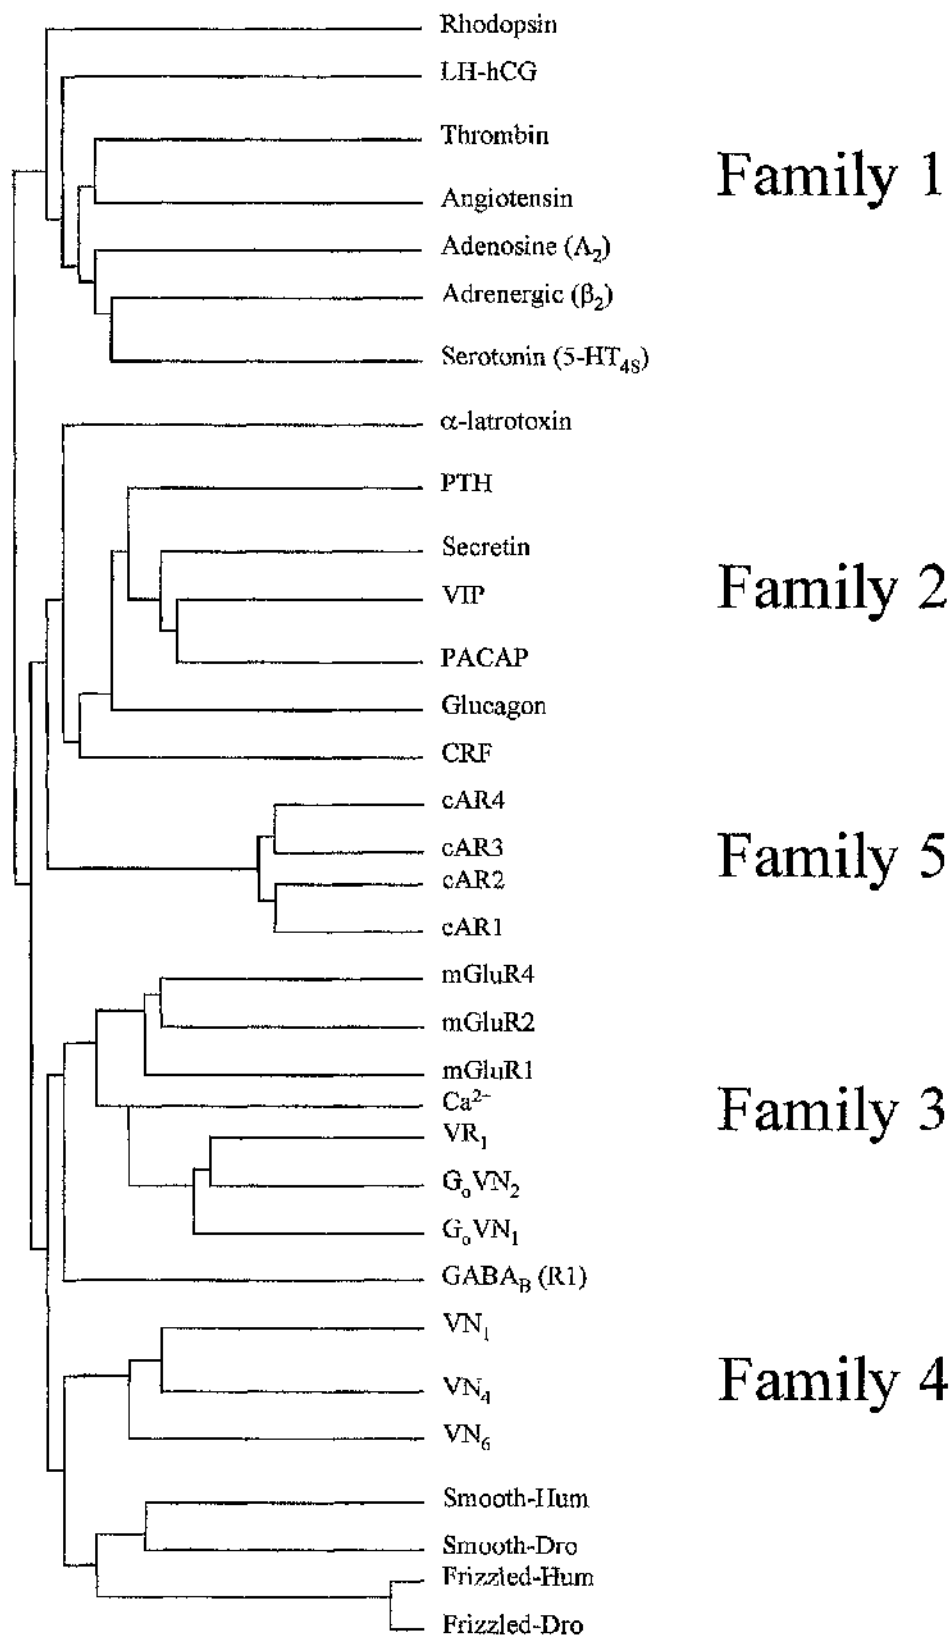 Rhodopsin
LH-hCG
Thrombin
Family 1
Angiotensin
Adenosine (A₂)
Adrenergic (β₂)
Serotonin (5-HT₄S)
α-latrotoxin
PTH
Secretin
Family 2
VIP
PACAP
Glucagon
CRF
cAR4
cAR3
Family 5
cAR2
cAR1
mGluR4
mGluR2
mGluR1
Ca²⁺
Family 3
VR₁
GₒVN₂
GₒVN₁
GABA_B (R1)
VN₁
VN₄
Family 4
VN₆
Smooth-Hum
Smooth-Dro
Frizzled-Hum
Frizzled-Dro